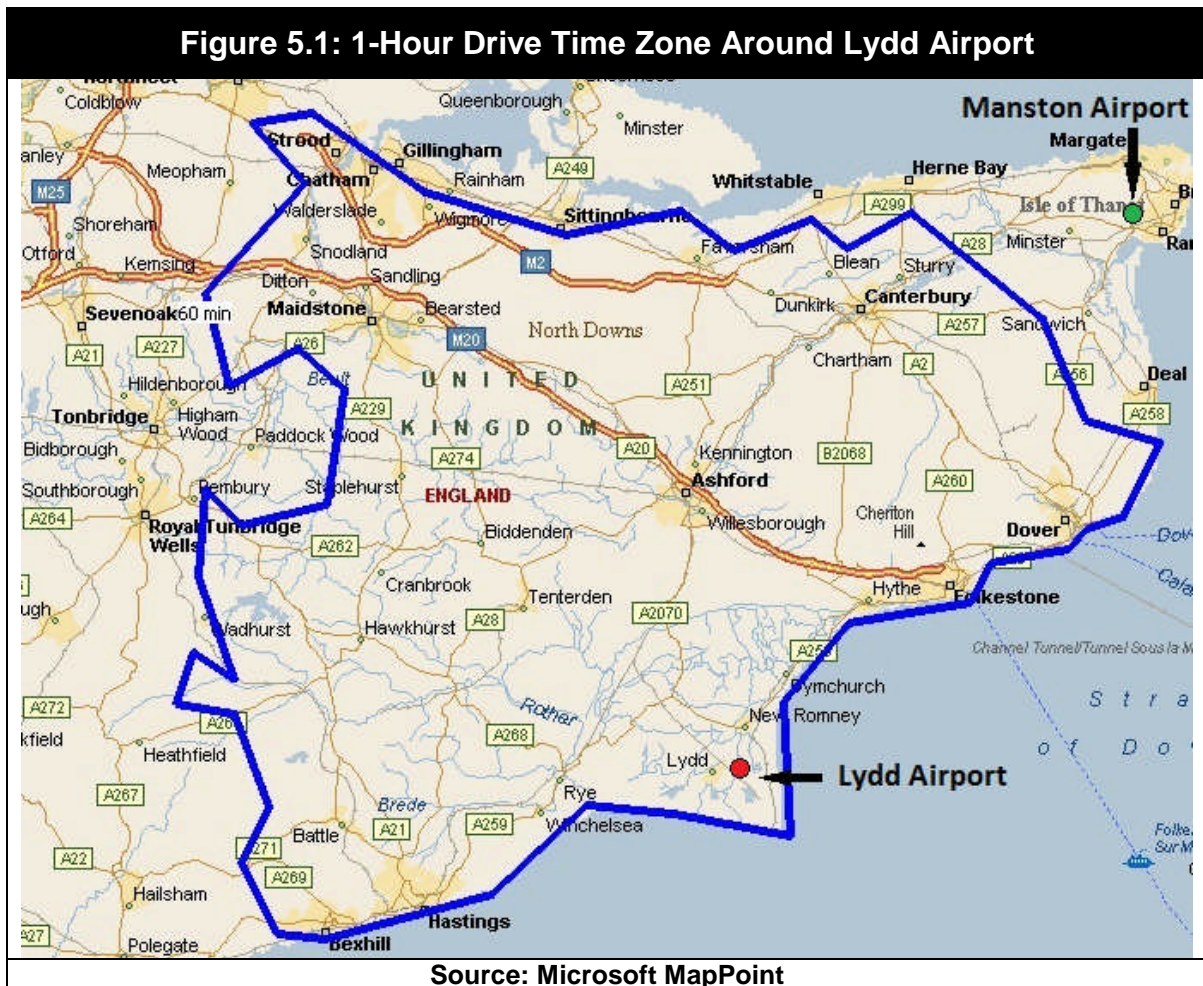 Figure 5.1: 1-Hour Drive Time Zone Around Lydd Airport
Coldblow
Queenborough
Minster
Manston Airport
Margate
Strood
Gillingham
Meopham
Chatham
A249
Rainham
Whitstable
Herne Bay
M25
Walderslade
Wigmore
Sittingbourne
A299
Isle of Thanet
Shoreham
Snodland
Faversham
A28
Minster
Otford
Kemsing
Ditton
Sandling
M2
Blean
Sturry
Sevenoak
60 min
Maidstone
Bearsted
Dunkirk
Canterbury
A21
A227
A26
M20
North Downs
A257
Sandwich
Chartham
A2
Hildenborough
Beult
UNITED
A251
A256
Deal
Tonbridge
Higham
Wood
A229
KINGDOM
A258
Bidborough
Paddock Wood
A274
A20
Kennington
B2068
Southborough
Pembury
Staplehurst
ENGLAND
Ashford
A260
A264
Royal Tunbridge
Wells
Willesborough
Cheriton
Hill
Dover
A262
Biddenden
Cranbrook
Tenterden
Hythe
Folkestone
A2070
Wadhurst
Hawkhurst
A28
Channel Tunnel/Tunnel Sous la M
Dymchurch
A272
Rother
New Romney
Stra
Heathfield
A268
Lydd
of Do
Lydd Airport
A267
Brede
Rye
Battle
A21
A259
Winchelsea
A22
A271
A269
Hailsham
Hastings
A27
Polegate
Bexhill
Source: Microsoft MapPoint